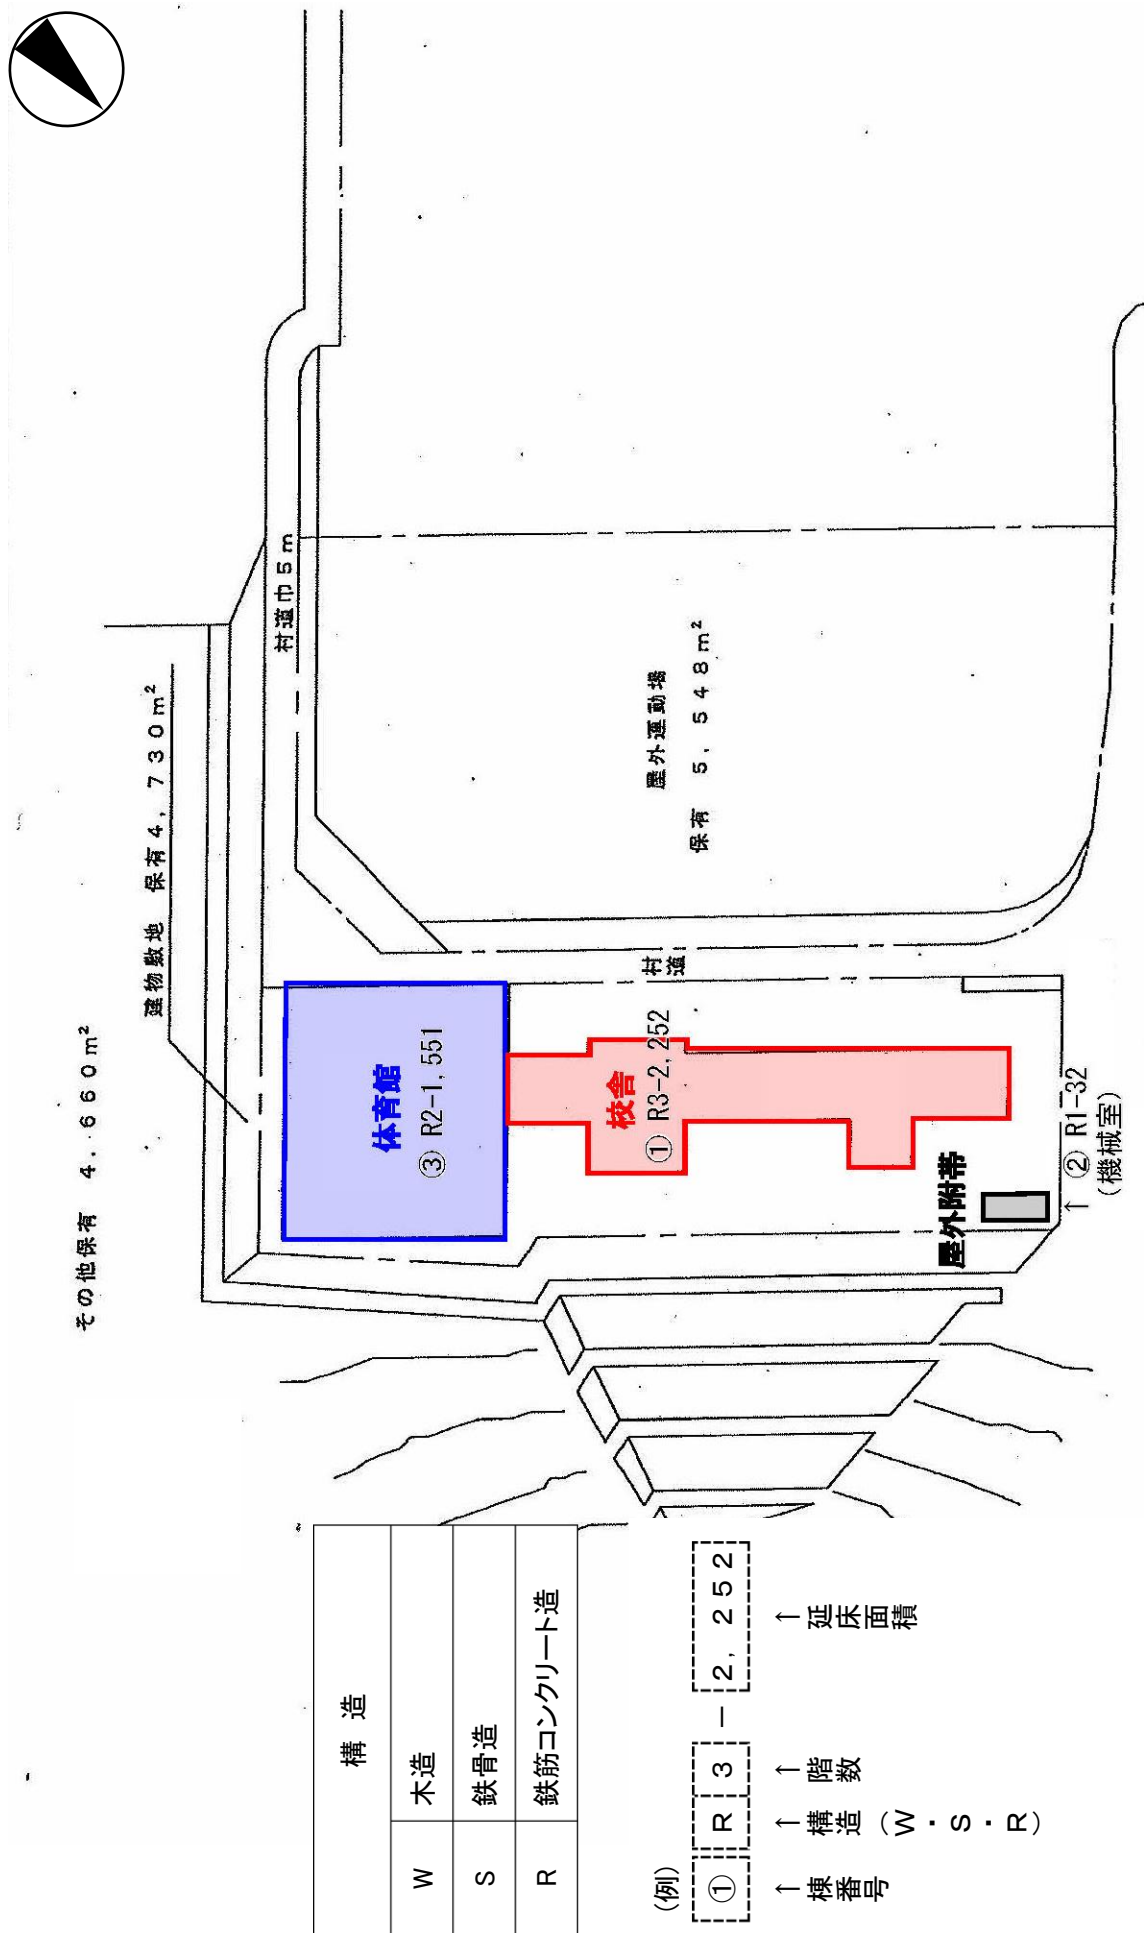 その他保有 4,660m²
建物敷地 保有4,730m²
村道巾5m
屋外運動場
保有 5,548m²
村道
体育館
③ R2-1,551
校舎
① R3-2,252
屋外附帯
↑ ② R1-32
(機械室)
構 造
W 木造
S 鉄骨造
R 鉄筋コンクリート造
(例)
① R 3 － 2,252
↑ ↑ ↑ ↑
棟番号 構造(W・S・R) 階数 延床面積